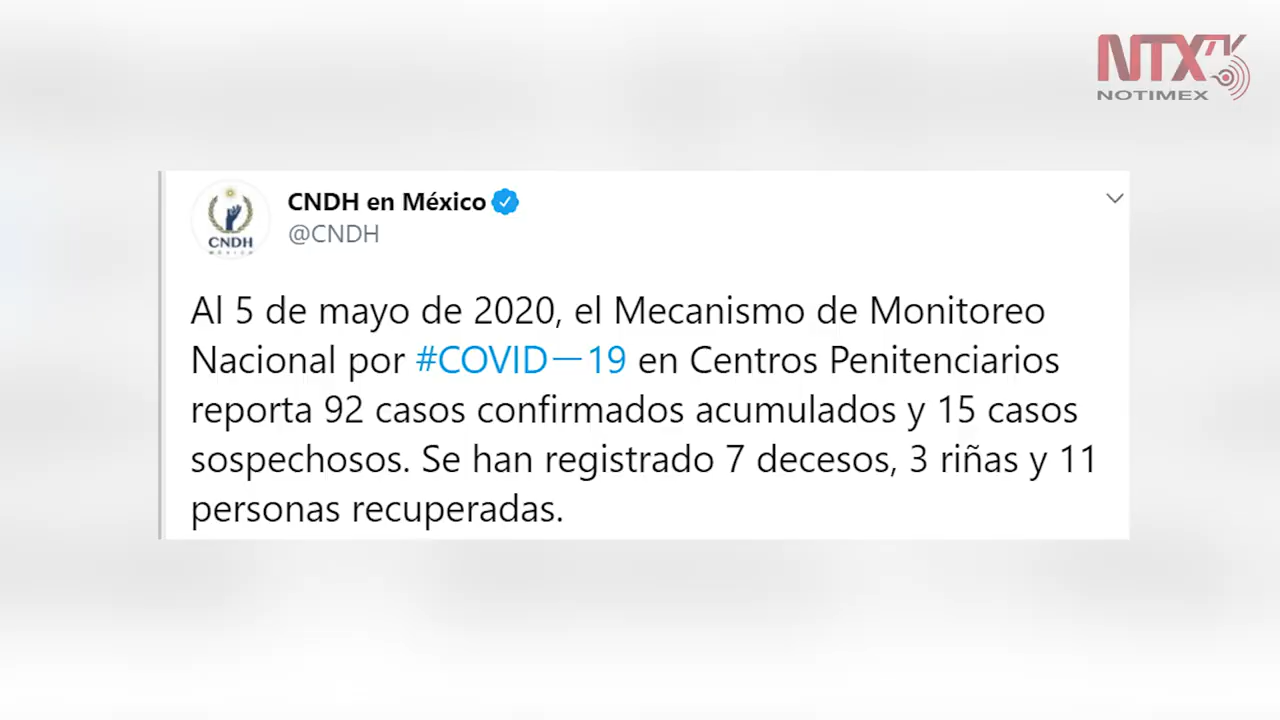 NTX
NOTIMEX
CNDH en México
@CNDH
CNDH
MÉXICO
Al 5 de mayo de 2020, el Mecanismo de Monitoreo
Nacional por #COVID—19 en Centros Penitenciarios
reporta 92 casos confirmados acumulados y 15 casos
sospechosos. Se han registrado 7 decesos, 3 riñas y 11
personas recuperadas.